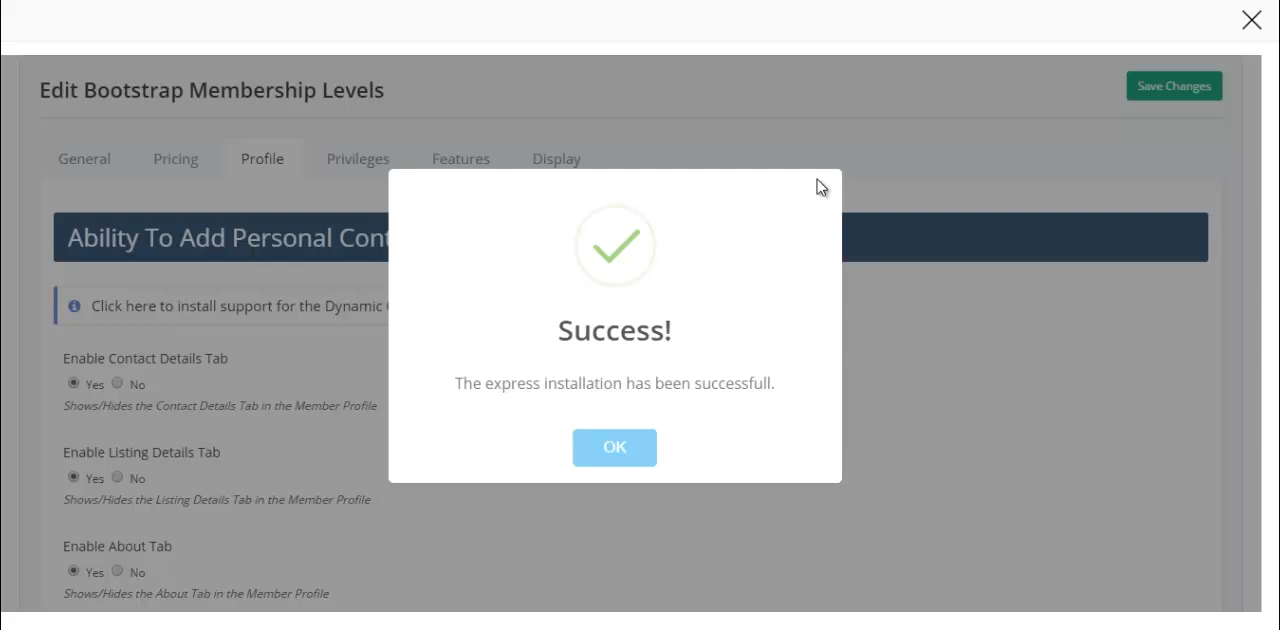 Edit Bootstrap Membership Levels
Save Changes
General Pricing Profile Privileges Features Display
Ability To Add Personal
Click here to install support for the Dynamic
Enable Contact Details Tab
Yes No
Shows/Hides the Contact Details Tab in the Member Profile
Enable Listing Details Tab
Yes No
Shows/Hides the Listing Details Tab in the Member Profile
Enable About Tab
Yes No
Shows/Hides the About Tab in the Member Profile
Success!
The express installation has been successfull.
OK